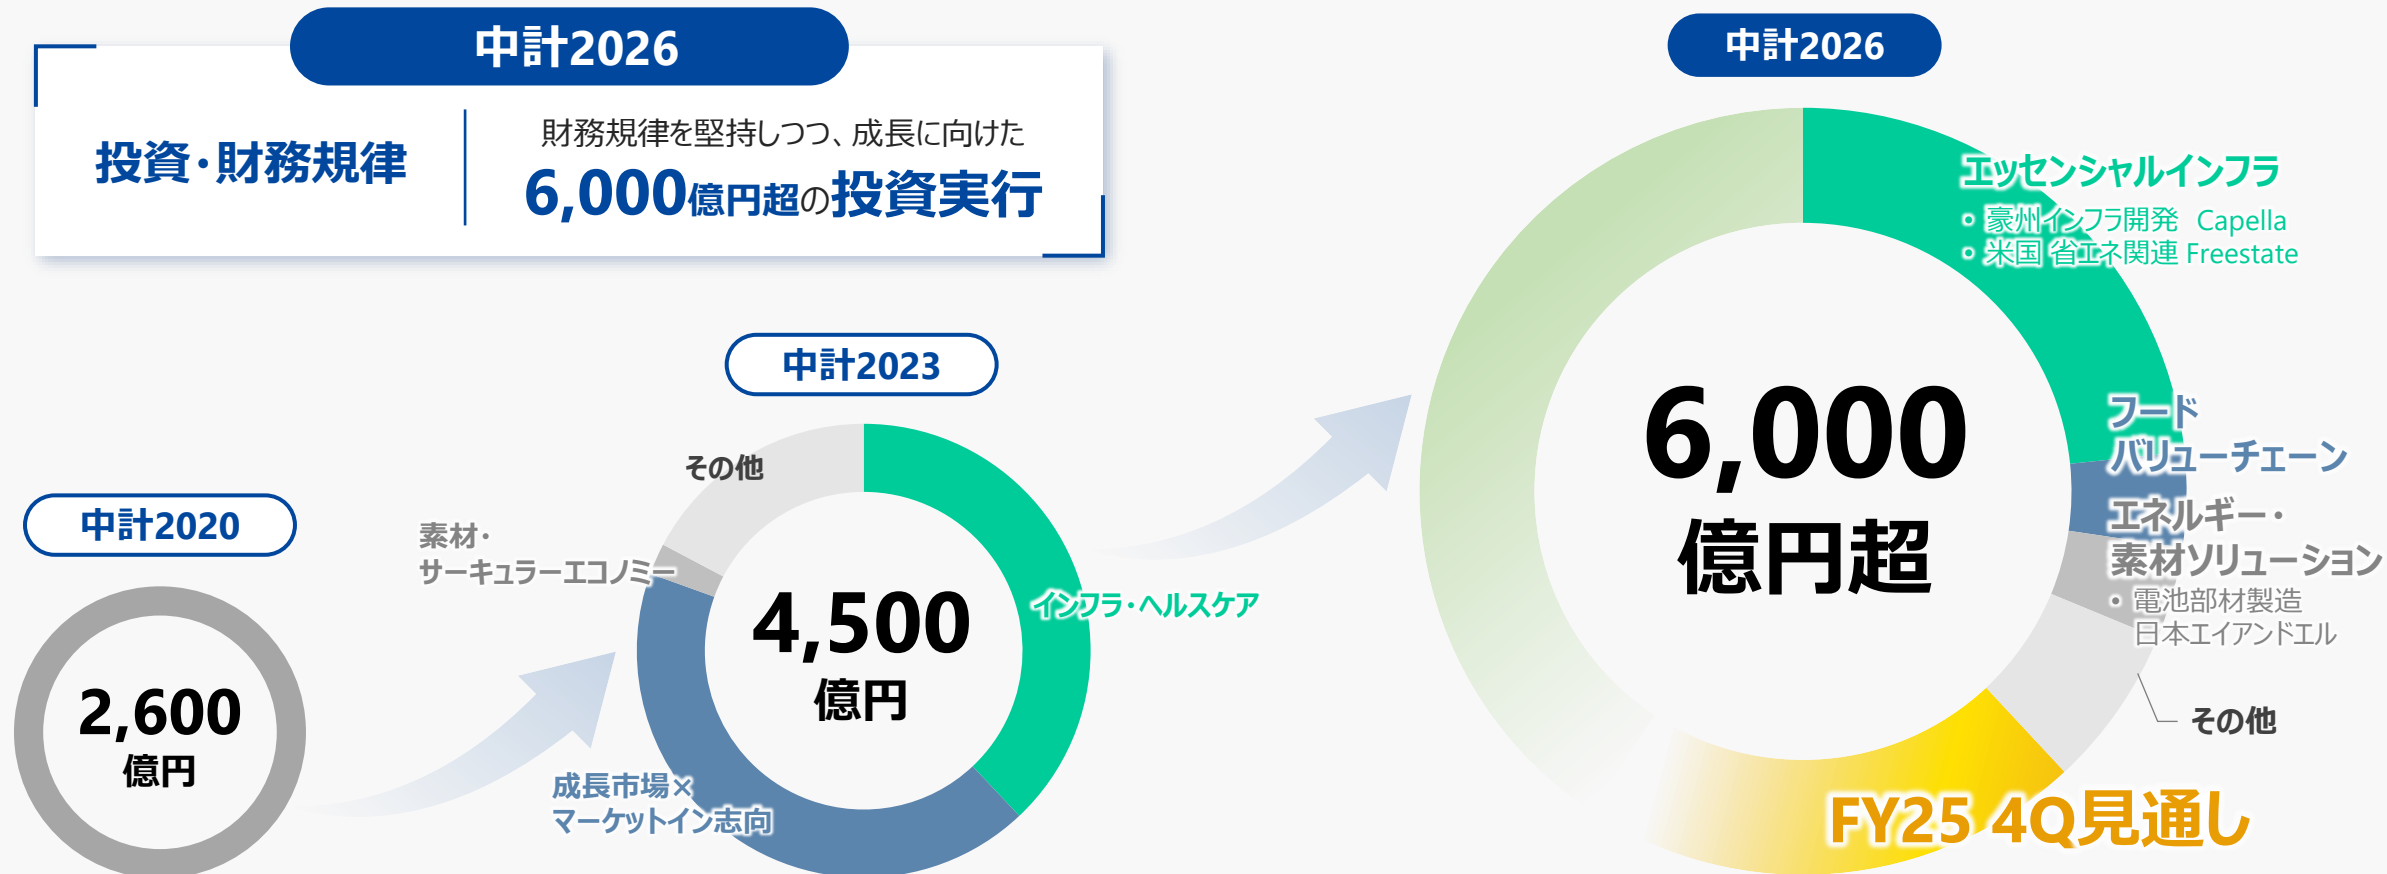 中計2026
投資・財務規律
財務規律を堅持しつつ、成長に向けた
6,000億円超の投資実行
中計2020
2,600
億円
中計2023
その他
素材・
サーキュラーエコノミー
4,500
億円
インフラ・ヘルスケア
成長市場×
マーケットイン志向
中計2026
6,000
億円超
エッセンシャルインフラ
・ 豪州インフラ開発 Capella
・ 米国 省エネ関連 Freestate
フード
バリューチェーン
エネルギー・
素材ソリューション
・ 電池部材製造
日本エイアンドエル
その他
FY25 4Q見通し